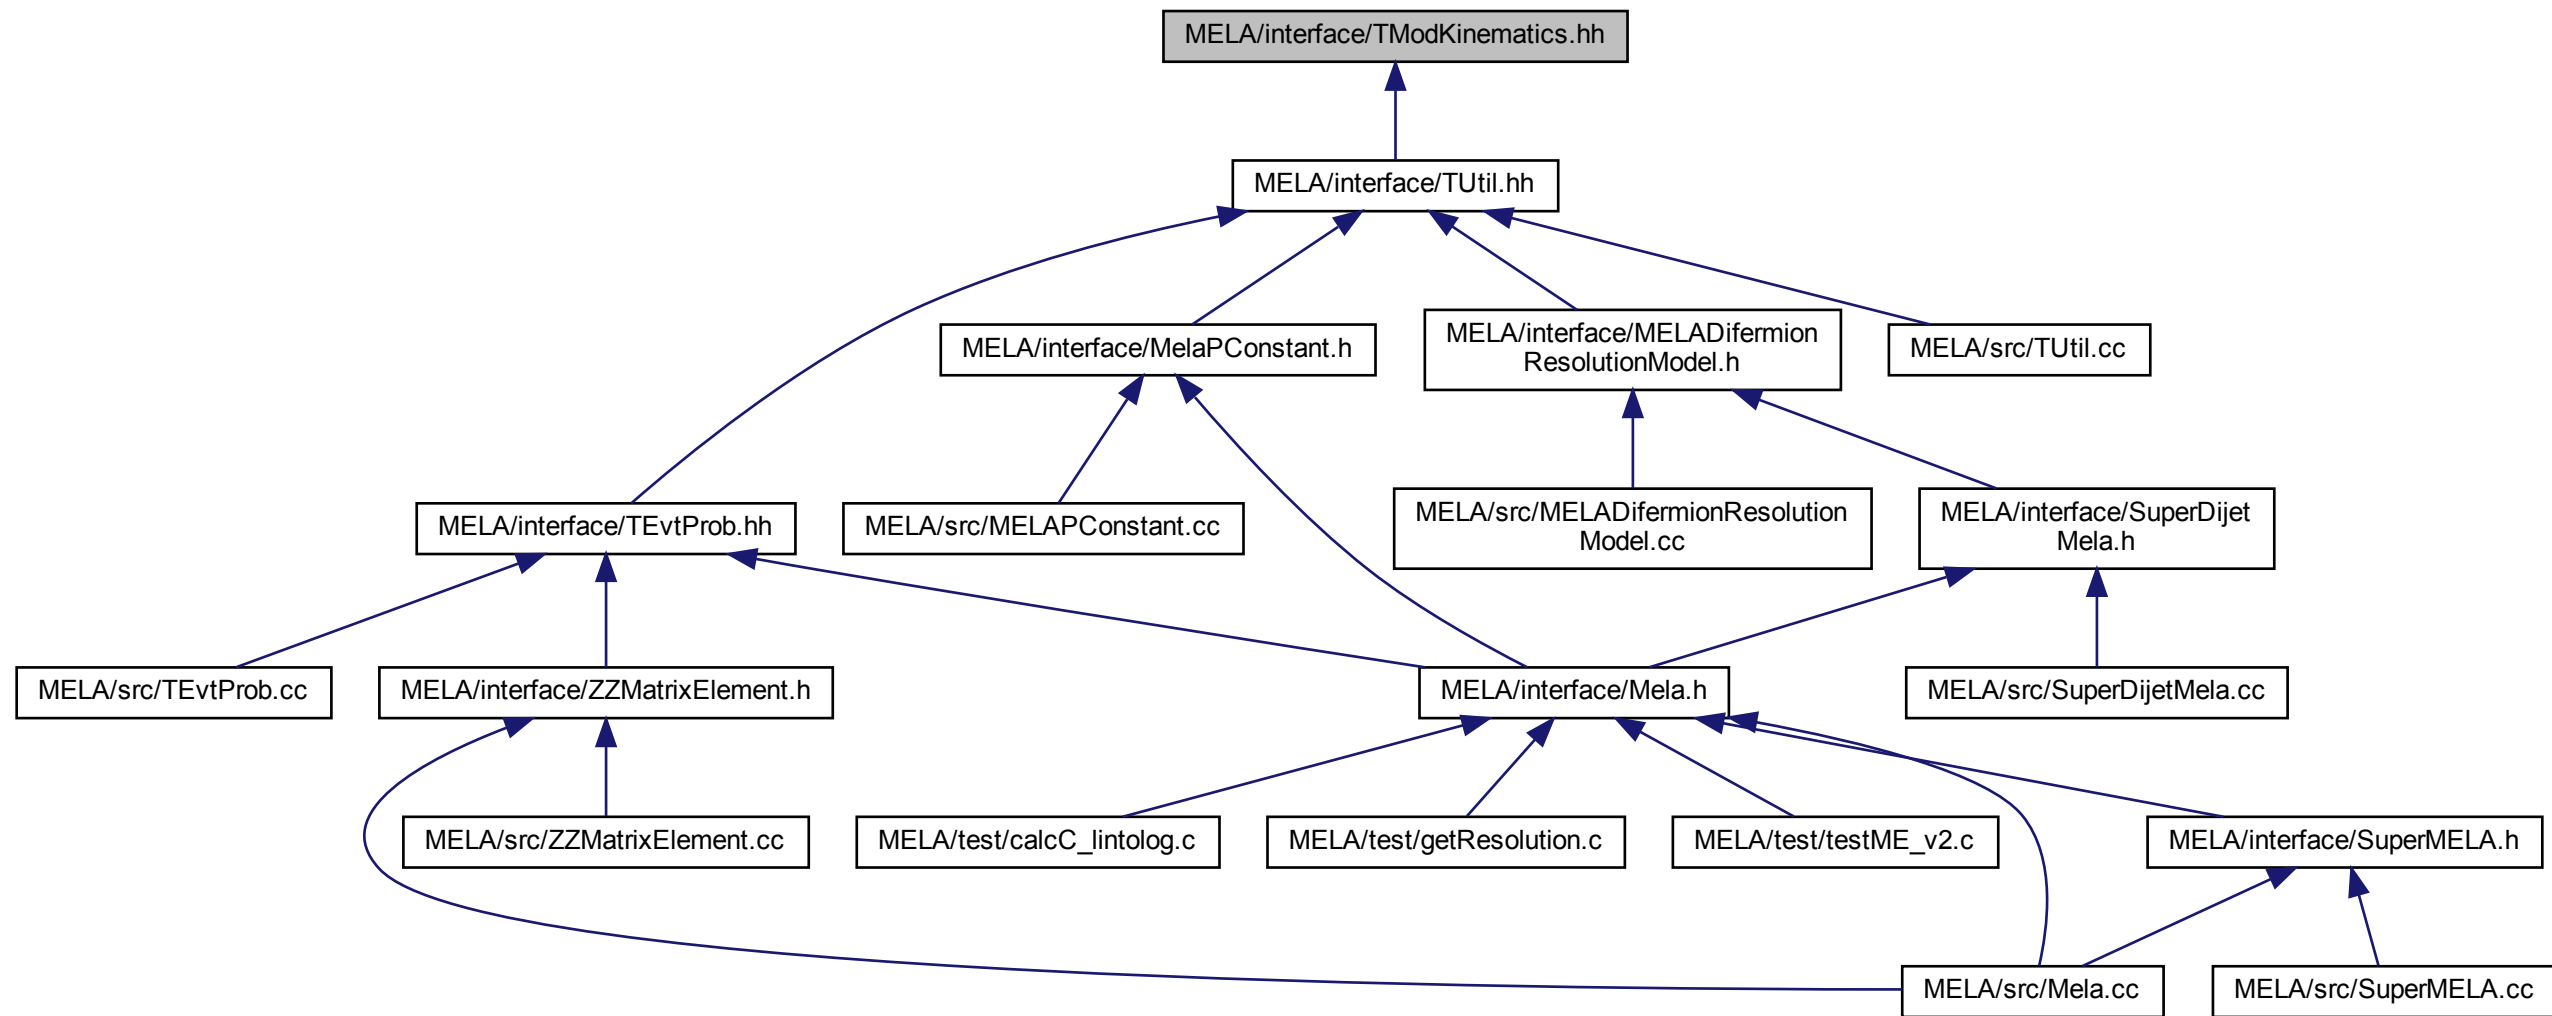 MELA/interface/TModKinematics.hh
MELA/interface/TUtil.hh
MELA/interface/MelaPConstant.h
MELA/interface/MELADifermion
ResolutionModel.h
MELA/src/TUtil.cc
MELA/interface/TEvtProb.hh
MELA/src/MELAPConstant.cc
MELA/src/MELADifermionResolution
Model.cc
MELA/interface/SuperDijet
Mela.h
MELA/src/TEvtProb.cc
MELA/interface/ZZMatrixElement.h
MELA/interface/Mela.h
MELA/src/SuperDijetMela.cc
MELA/src/ZZMatrixElement.cc
MELA/test/calcC_lintolog.c
MELA/test/getResolution.c
MELA/test/testME_v2.c
MELA/interface/SuperMELA.h
MELA/src/Mela.cc
MELA/src/SuperMELA.cc